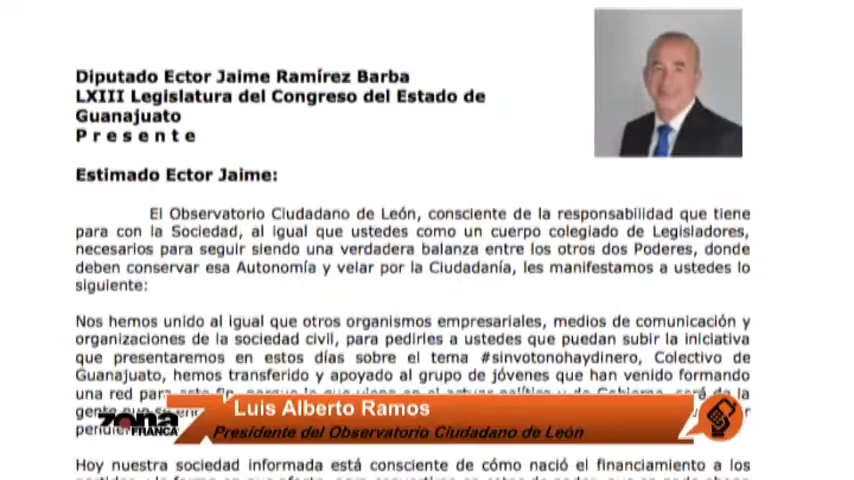 Diputado Ector Jaime Ramírez Barba
LXIII Legislatura del Congreso del Estado de
Guanajuato
P r e s e n t e
Estimado Ector Jaime:
El Observatorio Ciudadano de León, consciente de la responsabilidad que tiene
para con la Sociedad, al igual que ustedes como un cuerpo colegiado de Legisladores,
necesarios para seguir siendo una verdadera balanza entre los otros dos Poderes, donde
deben conservar esa Autonomía y velar por la Ciudadanía, les manifestamos a ustedes lo
siguiente:
Nos hemos unido al igual que otros organismos empresariales, medios de comunicación y
organizaciones de la sociedad civil, para pedirles a ustedes que puedan subir la iniciativa
que presentaremos en estos días sobre el tema #sinvotonohaydinero, Colectivo de
Guanajuato, hemos transferido y apoyado al grupo de jóvenes que han venido formando
una red para la
gente
Luis Alberto Ramos
zona
FRANCA
Presidente del Observatorio Ciudadano de León
Hoy nuestra sociedad informada está consciente de cómo nació el financiamiento a los